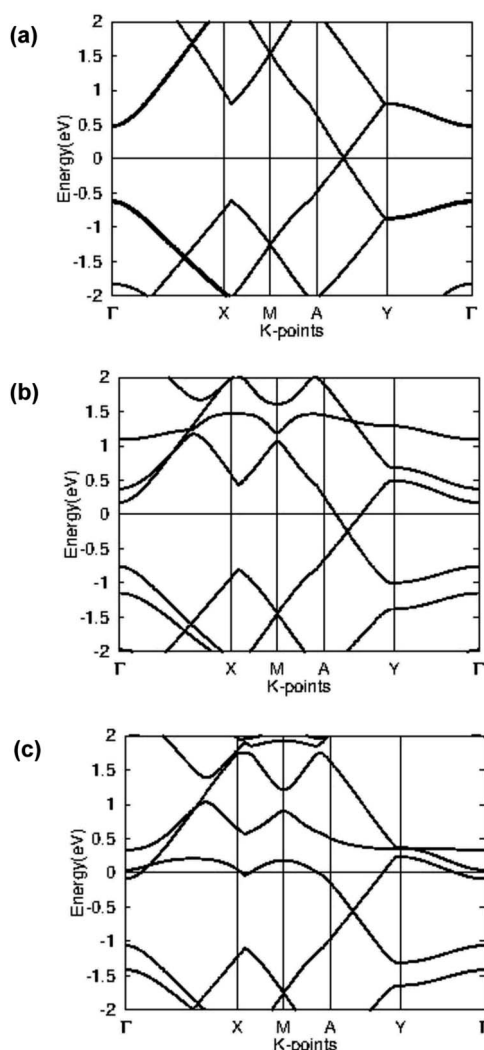 (a)
2
1.5
1
0.5
0
-0.5
-1
-1.5
-2
Energy(eV)
Γ X M A Y Γ
K-points
(b)
2
1.5
1
0.5
0
-0.5
-1
-1.5
-2
Energy(eV)
Γ X M A Y Γ
K-points
(c)
2
1.5
1
0.5
0
-0.5
-1
-1.5
-2
Energy(eV)
Γ X M A Y Γ
K-points